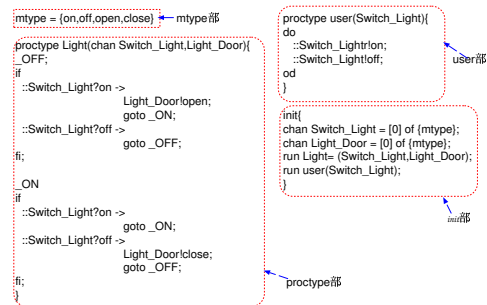 mtype = {on,off,open,close}
mtype部
proctype Light(chan Switch_Light,Light_Door){
_OFF;
if
::Switch_Light?on ->
Light_Door!open;
goto _ON;
::Switch_Light?off ->
goto _OFF;
fi;
_ON
if
::Switch_Light?on ->
goto _ON;
::Switch_Light?off ->
Light_Door!close;
goto _OFF;
fi;
}
proctype部
proctype user(Switch_Light){
do
::Switch_Lightr!on;
::Switch_Light!off;
od
}
user部
init{
chan Switch_Light = [0] of {mtype};
chan Light_Door = [0] of {mtype};
run Light= (Switch_Light,Light_Door);
run user(Switch_Light);
}
init部